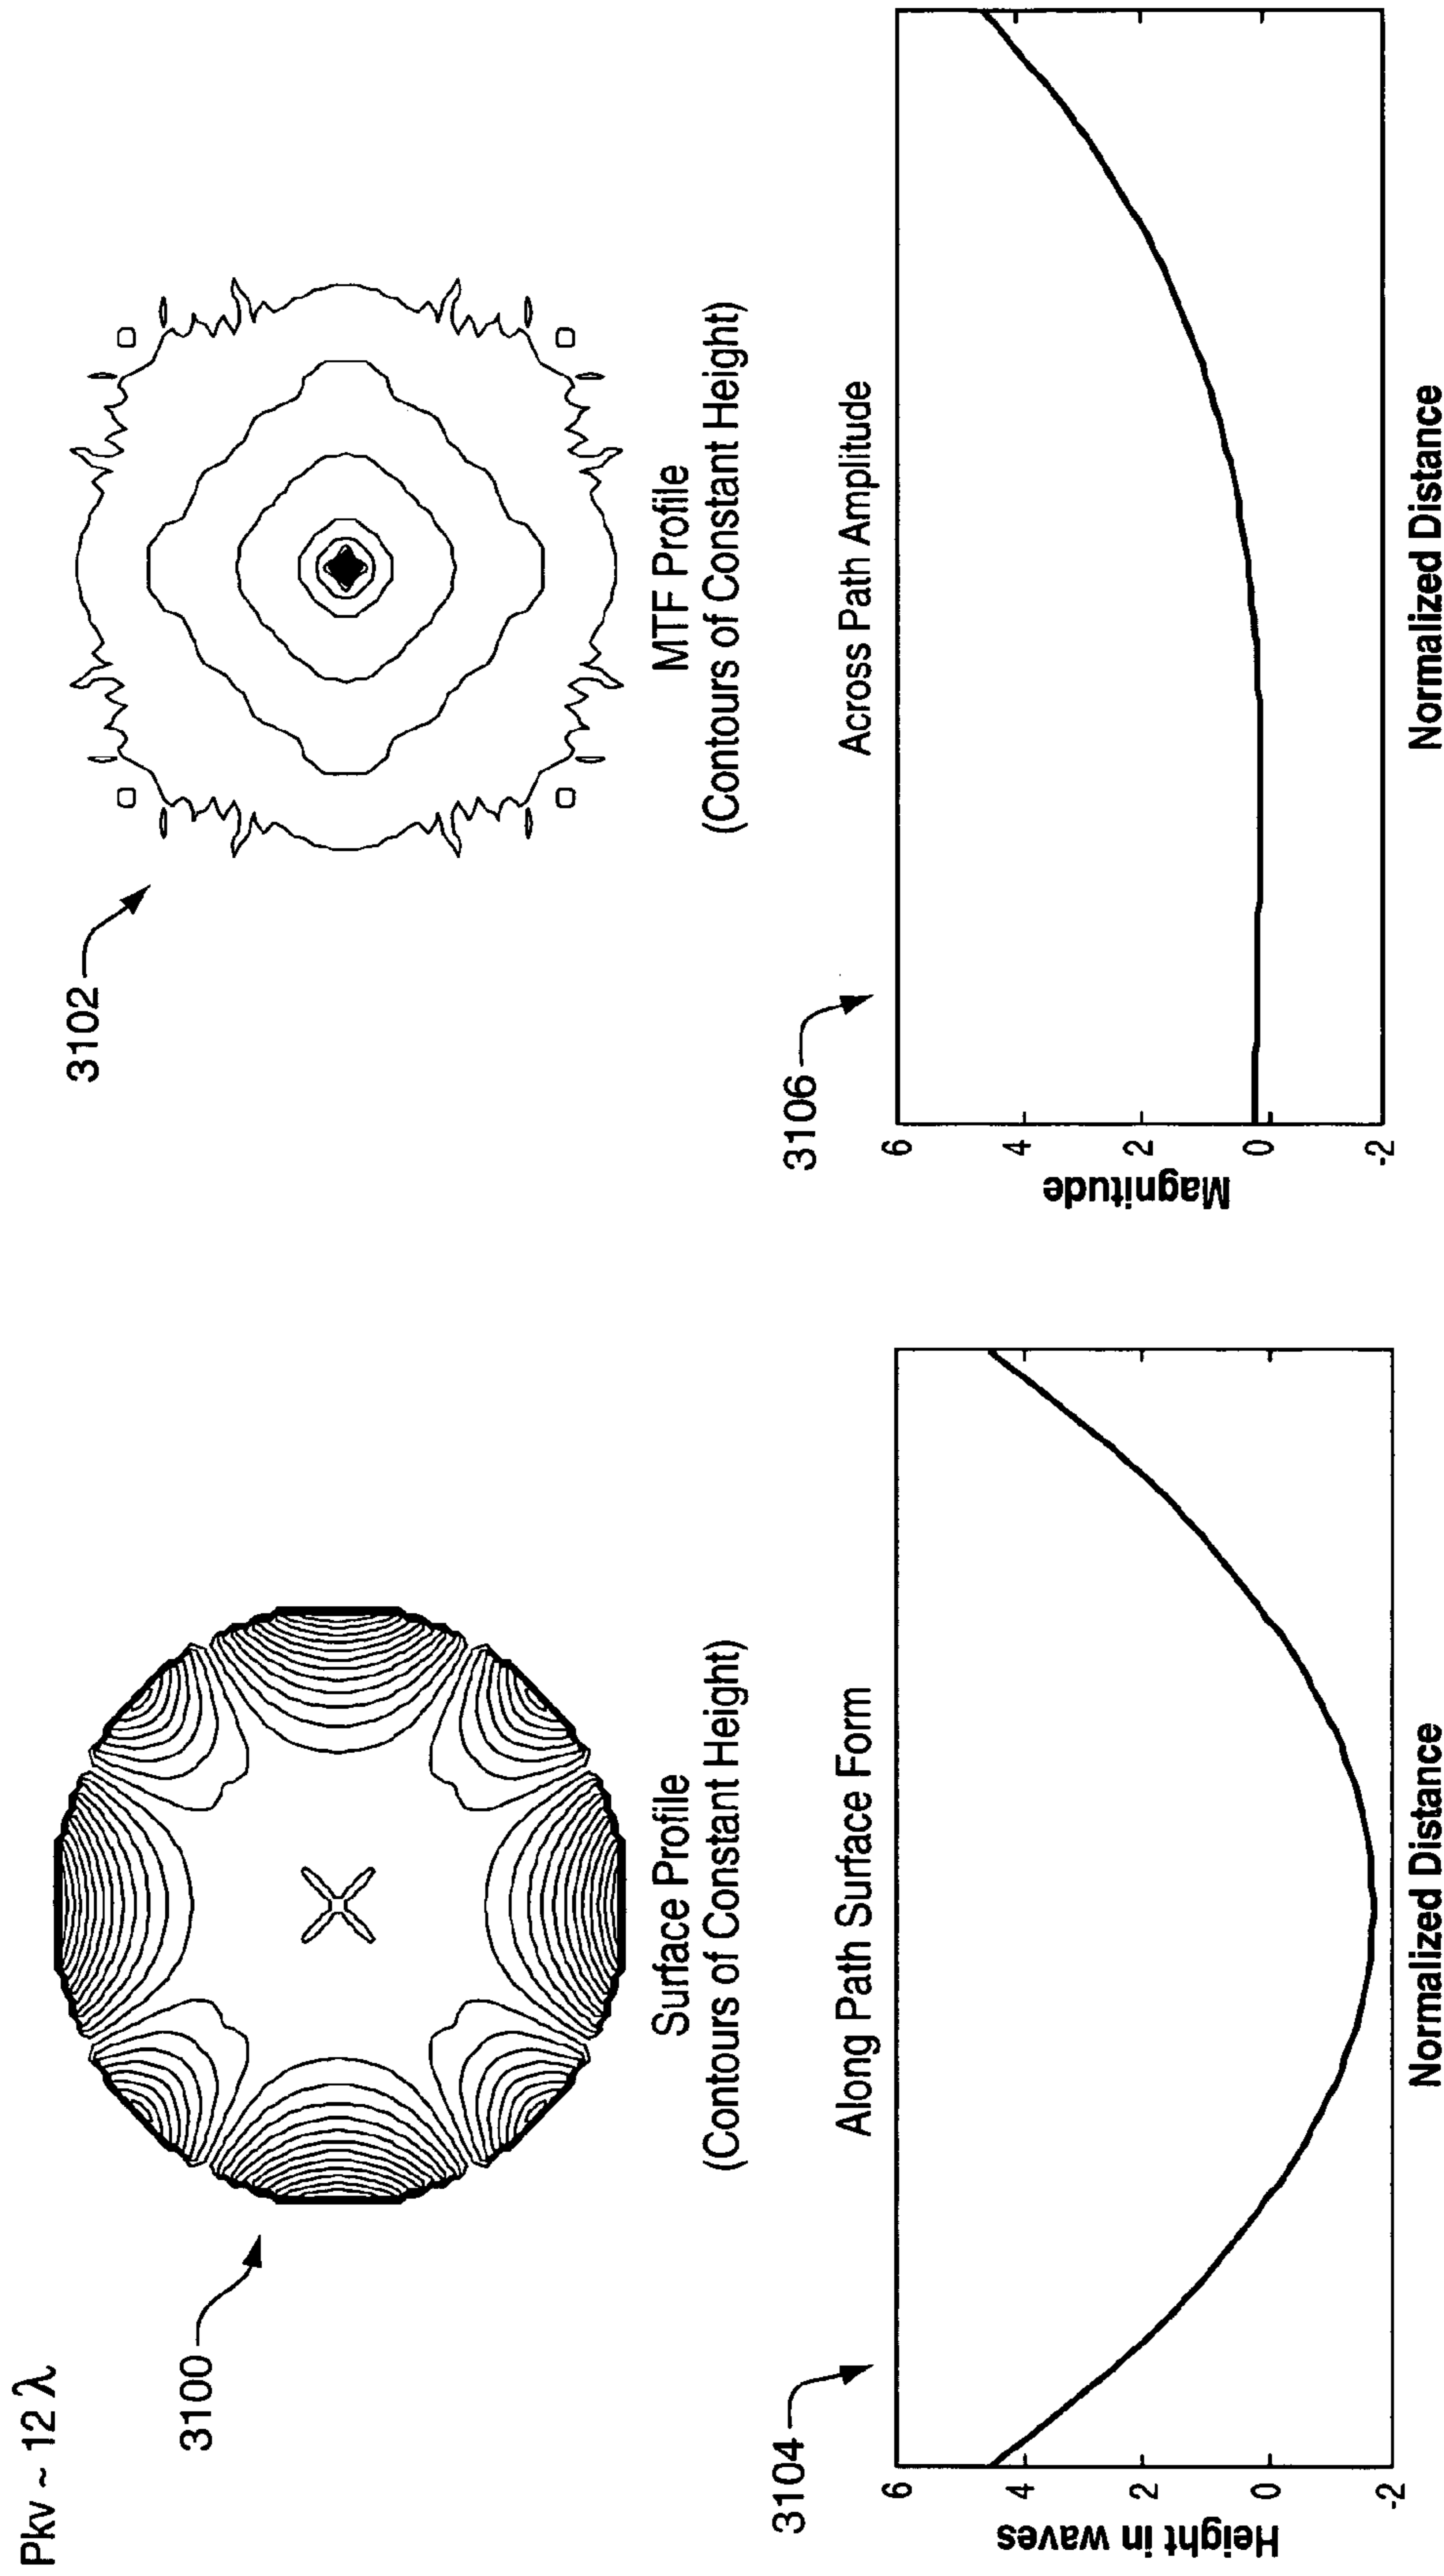 Pkv ~ 12 λ
3100
3102
Surface Profile
(Contours of Constant Height)
MTF Profile
(Contours of Constant Height)
3104
Along Path Surface Form
Height in waves
6
4
2
0
-2
Normalized Distance
3106
Across Path Amplitude
Magnitude
6
4
2
0
-2
Normalized Distance